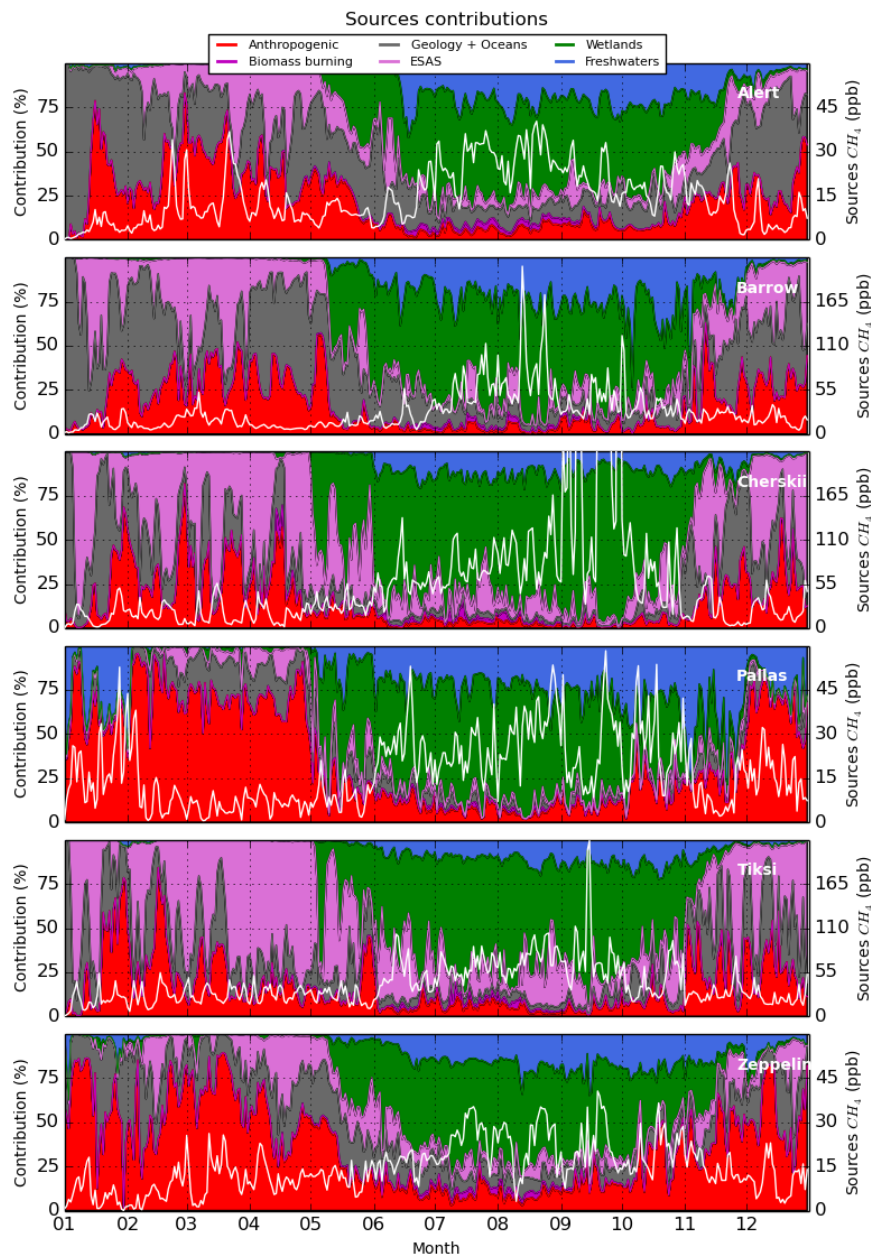 Sources contributions
Anthropogenic Geology + Oceans Wetlands
Biomass burning ESAS Freshwaters
Contribution (%)
75
50
25
0
Alert
45
30
15
0
Sources CH4 (ppb)
Contribution (%)
75
50
25
0
Barrow
165
110
55
0
Sources CH4 (ppb)
Contribution (%)
75
50
25
0
Cherskii
165
110
55
0
Sources CH4 (ppb)
Contribution (%)
75
50
25
0
Pallas
45
30
15
0
Sources CH4 (ppb)
Contribution (%)
75
50
25
0
Tiksi
165
110
55
0
Sources CH4 (ppb)
Contribution (%)
75
50
25
0
Zeppelin
45
30
15
0
Sources CH4 (ppb)
01 02 03 04 05 06 07 08 09 10 11 12
Month